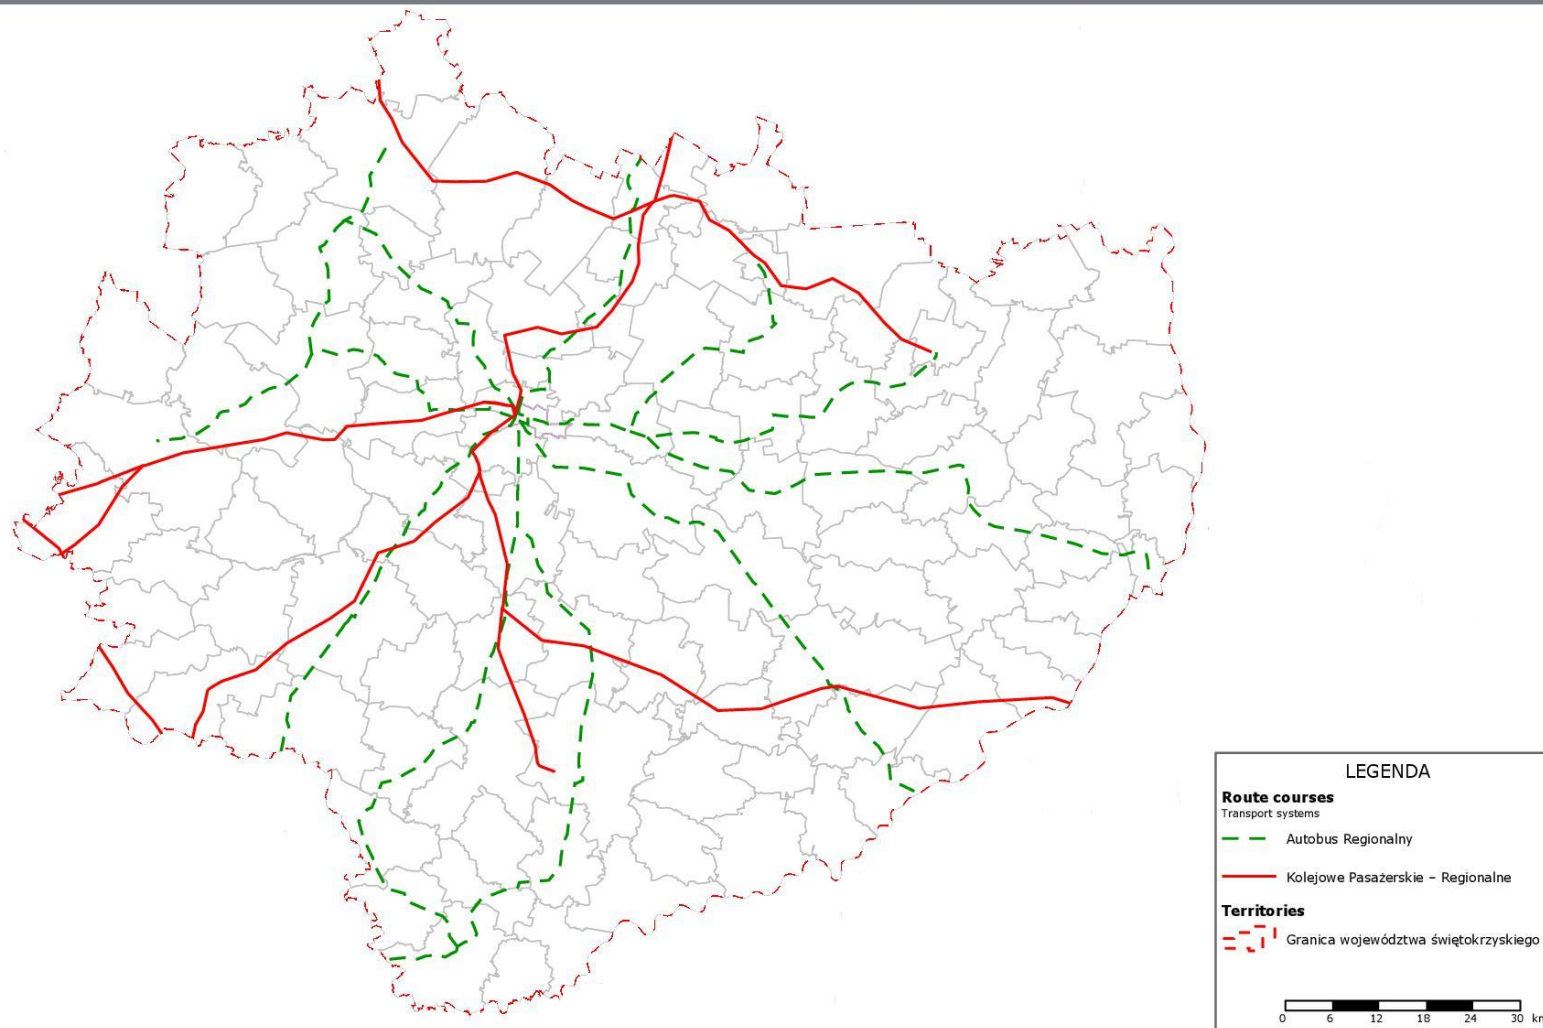 LEGENDA
Route courses
Transport systems
Autobus Regionalny
Kolejowe Pasażerskie – Regionalne
Territories
Granica województwa świętokrzyskiego
0 6 12 18 24 30 km